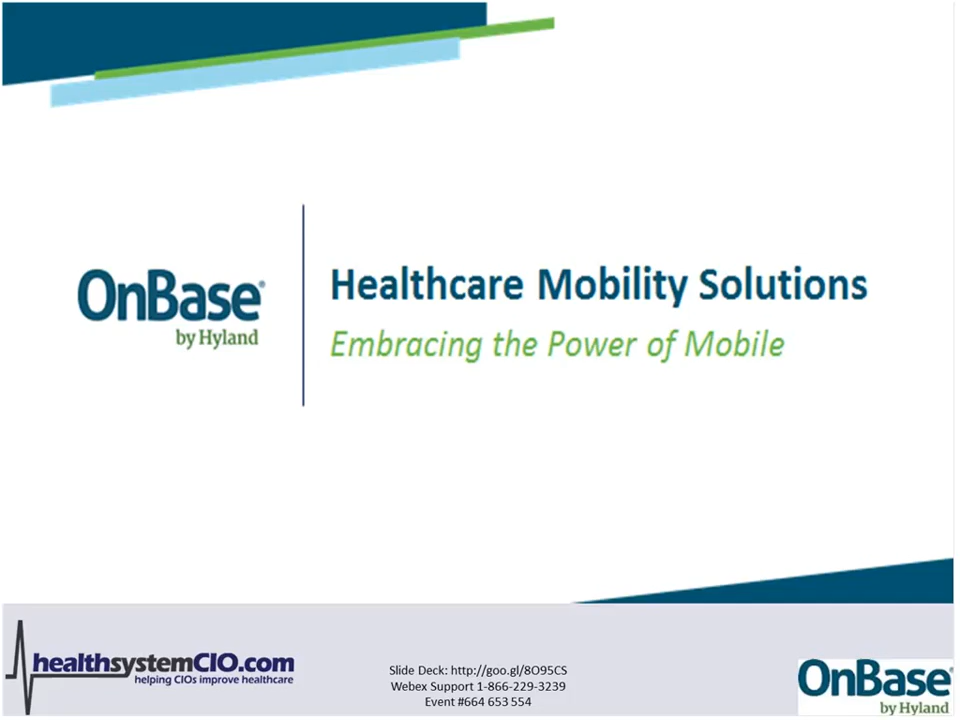 OnBase®
by Hyland
Healthcare Mobility Solutions
Embracing the Power of Mobile
healthsystemCIO.com
helping CIOs improve healthcare
Slide Deck: http://goo.gl/8O95CS
Webex Support 1-866-229-3239
Event #664 653 554
OnBase®
by Hyland